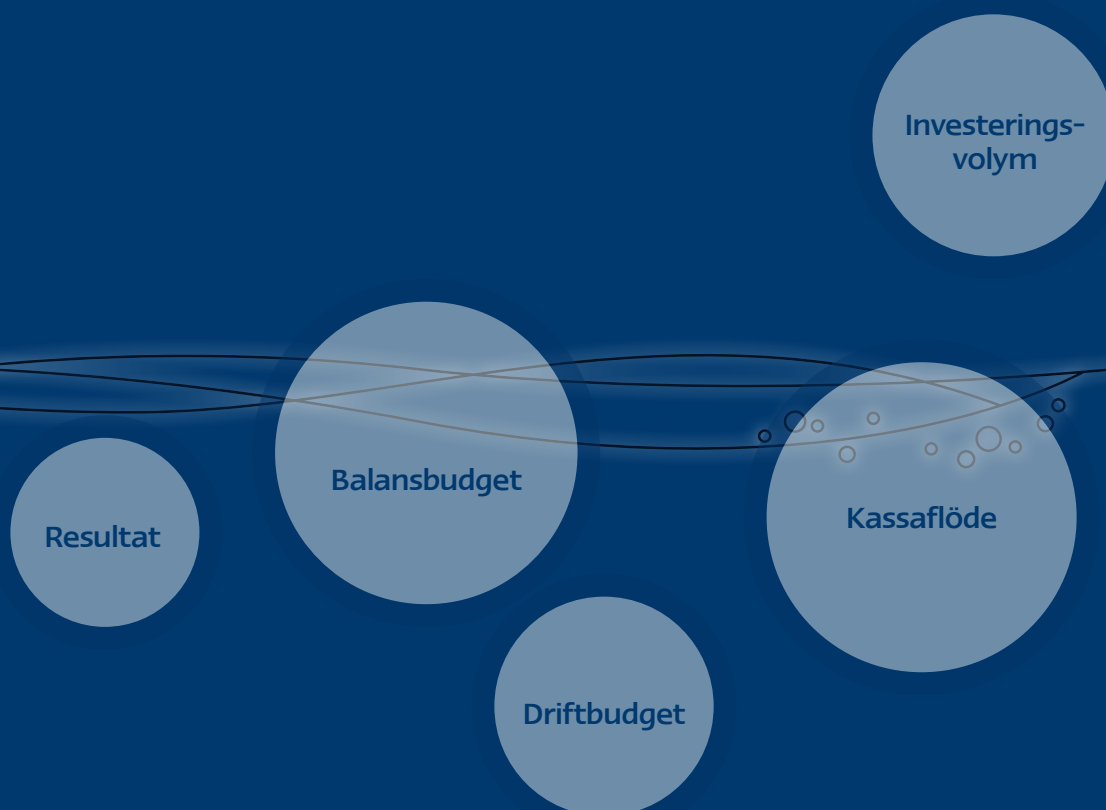 Investerings-
volym
Balansbudget
Resultat
Kassaflöde
Driftbudget